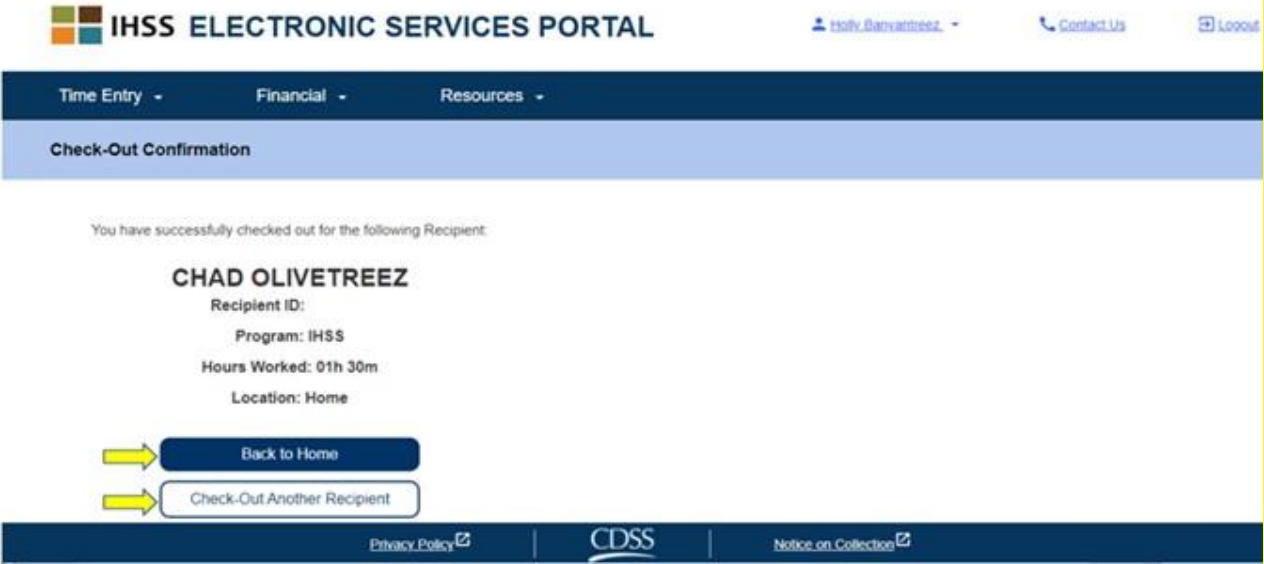 IHSS ELECTRONIC SERVICES PORTAL
Holly Banyantreez
Contact Us
Logout
Time Entry
Financial
Resources
Check-Out Confirmation
You have successfully checked out for the following Recipient:
CHAD OLIVETREEZ
Recipient ID:
Program: IHSS
Hours Worked: 01h 30m
Location: Home
Back to Home
Check-Out Another Recipient
Privacy Policy
CDSS
Notice on Collection